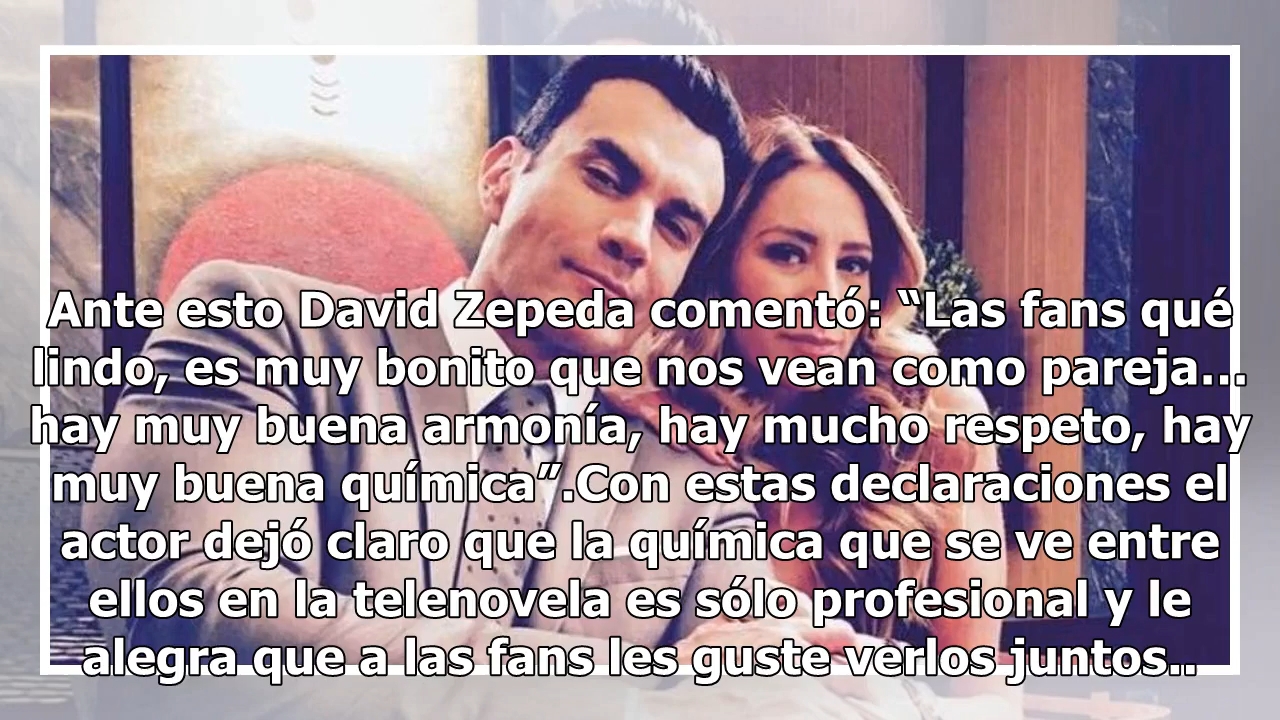 Ante esto David Zepeda comentó: “Las fans qué
lindo, es muy bonito que nos vean como pareja...
hay muy buena armonía, hay mucho respeto, hay
muy buena química”.Con estas declaraciones el
actor dejó claro que la química que se ve entre
ellos en la telenovela es sólo profesional y le
alegra que a las fans les guste verlos juntos..